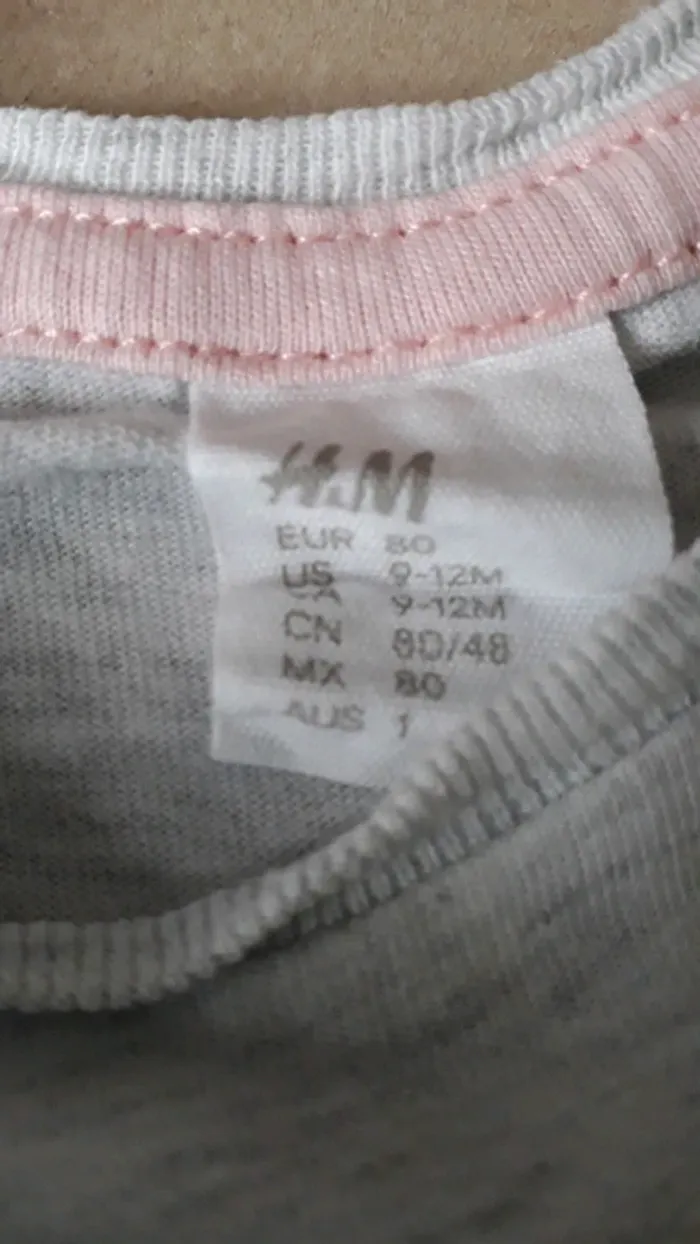 H&M
EUR 80
US 9-12M
CA 9-12M
CN 80/48
MX 80
AUS 1